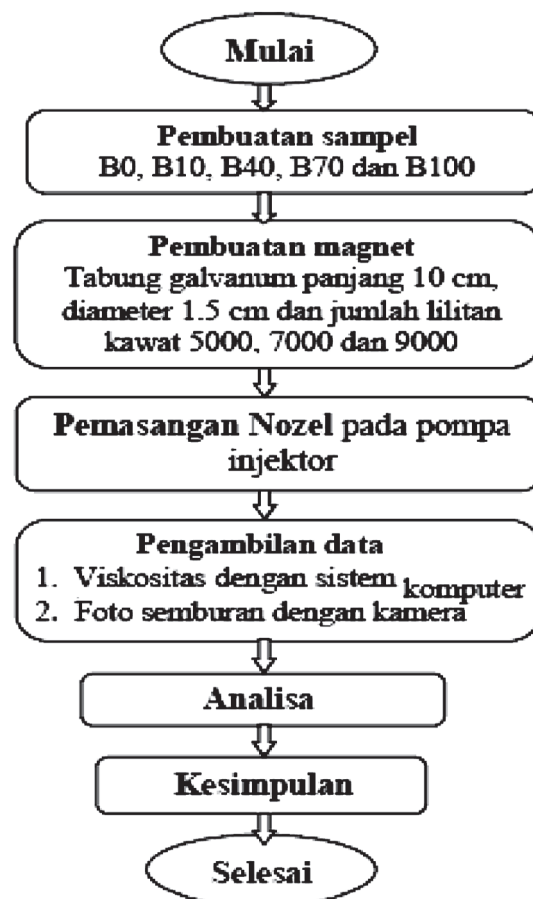 Mulai
Pembuatan sampel
B0, B10, B40, B70 dan B100
Pembuatan magnet
Tabung galvanum panjang 10 cm,
diameter 1.5 cm dan jumlah lilitan
kawat 5000, 7000 dan 9000
Pemasangan Nozel pada pompa
injektor
Pengambilan data
1. Viskositas dengan sistem komputer
2. Foto semburan dengan kamera
Analisa
Kesimpulan
Selesai